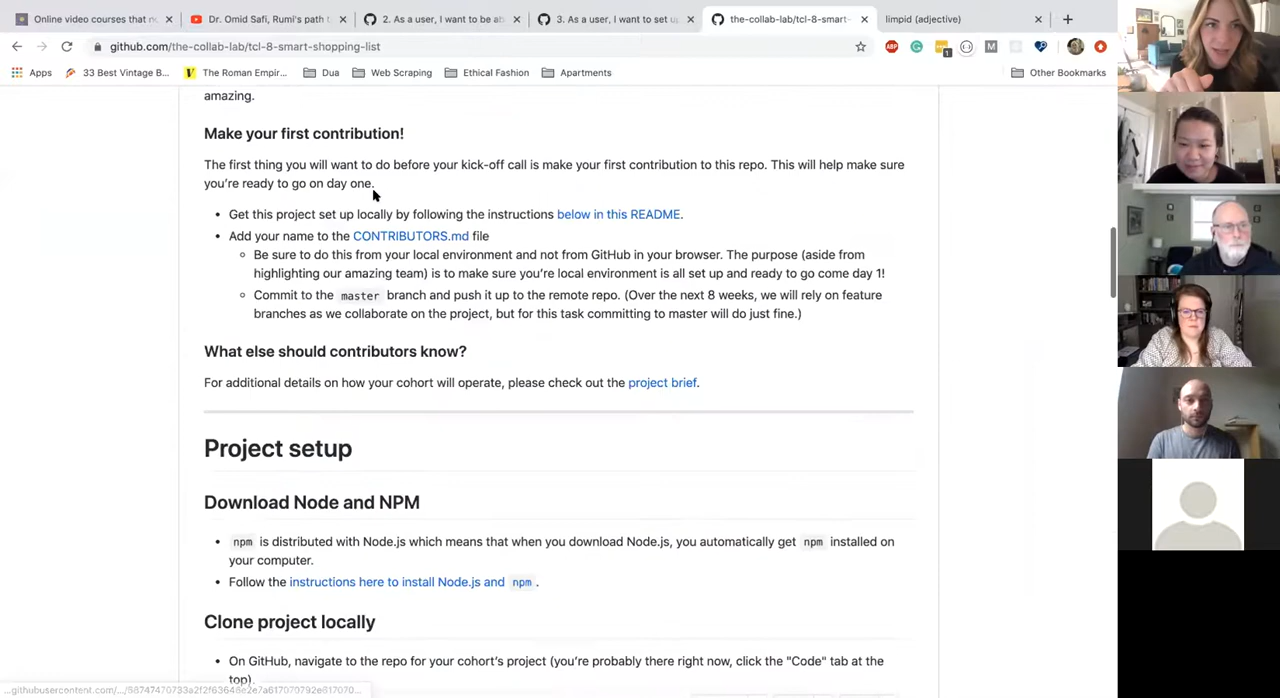 Online video courses that n
Dr. Omid Safi, Rumi's path
2. As a user, I want to be ab
3. As a user, I want to set up
the-collab-lab/tcl-8-smart-
limpid (adjective)
github.com/the-collab-lab/tcl-8-smart-shopping-list
ABP
1
M
Apps
33 Best Vintage B...
The Roman Empir...
Dua
Web Scraping
Ethical Fashion
Apartments
Other Bookmarks
amazing.
Make your first contribution!
The first thing you will want to do before your kick-off call is make your first contribution to this repo. This will help make sure
you're ready to go on day one.
Get this project set up locally by following the instructions below in this README.
Add your name to the CONTRIBUTORS.md file
Be sure to do this from your local environment and not from GitHub in your browser. The purpose (aside from
highlighting our amazing team) is to make sure you're local environment is all set up and ready to go come day 1!
Commit to the master branch and push it up to the remote repo. (Over the next 8 weeks, we will rely on feature
branches as we collaborate on the project, but for this task committing to master will do just fine.)
What else should contributors know?
For additional details on how your cohort will operate, please check out the project brief.
Project setup
Download Node and NPM
npm is distributed with Node.js which means that when you download Node.js, you automatically get npm installed on
your computer.
Follow the instructions here to install Node.js and npm .
Clone project locally
On GitHub, navigate to the repo for your cohort's project (you're probably there right now, click the "Code" tab at the
top).